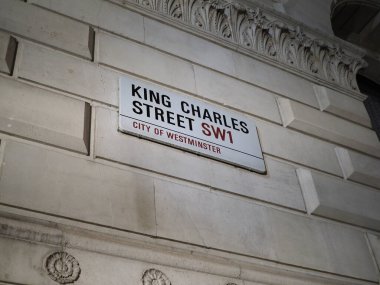 KING CHARLES
STREET SW1
CITY OF WESTMINSTER